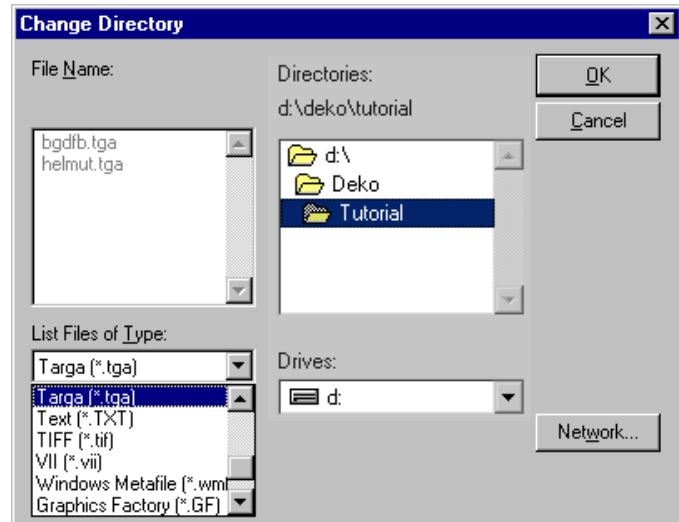 Change Directory
File Name:
bgdfb.tga
helmut.tga
List Files of Type:
Targa (*.tga)
Targa (*.tga)
Text (*.TXT)
TIFF (*.tif)
VII (*.vii)
Windows Metafile (*.wmf
Graphics Factory (*.GF)
Directories:
d:\deko\tutorial
d:\
Deko
Tutorial
Drives:
d:
OK
Cancel
Network...